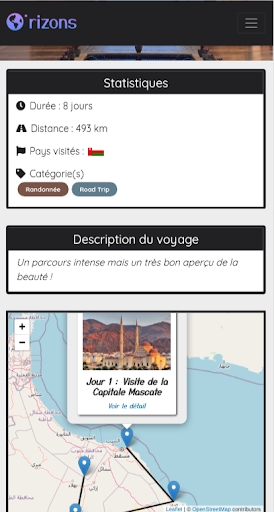 rizons
Statistiques
Durée : 8 jours
Distance : 493 km
Pays visités :
Catégorie(s)
Randonnée Road Trip
Description du voyage
Un parcours intense mais un très bon aperçu de la
beauté !
+
−
Jour 1 : Visite de la
Capitale Mascate
Voir le détail
Leaflet | © OpenStreetMap contributors